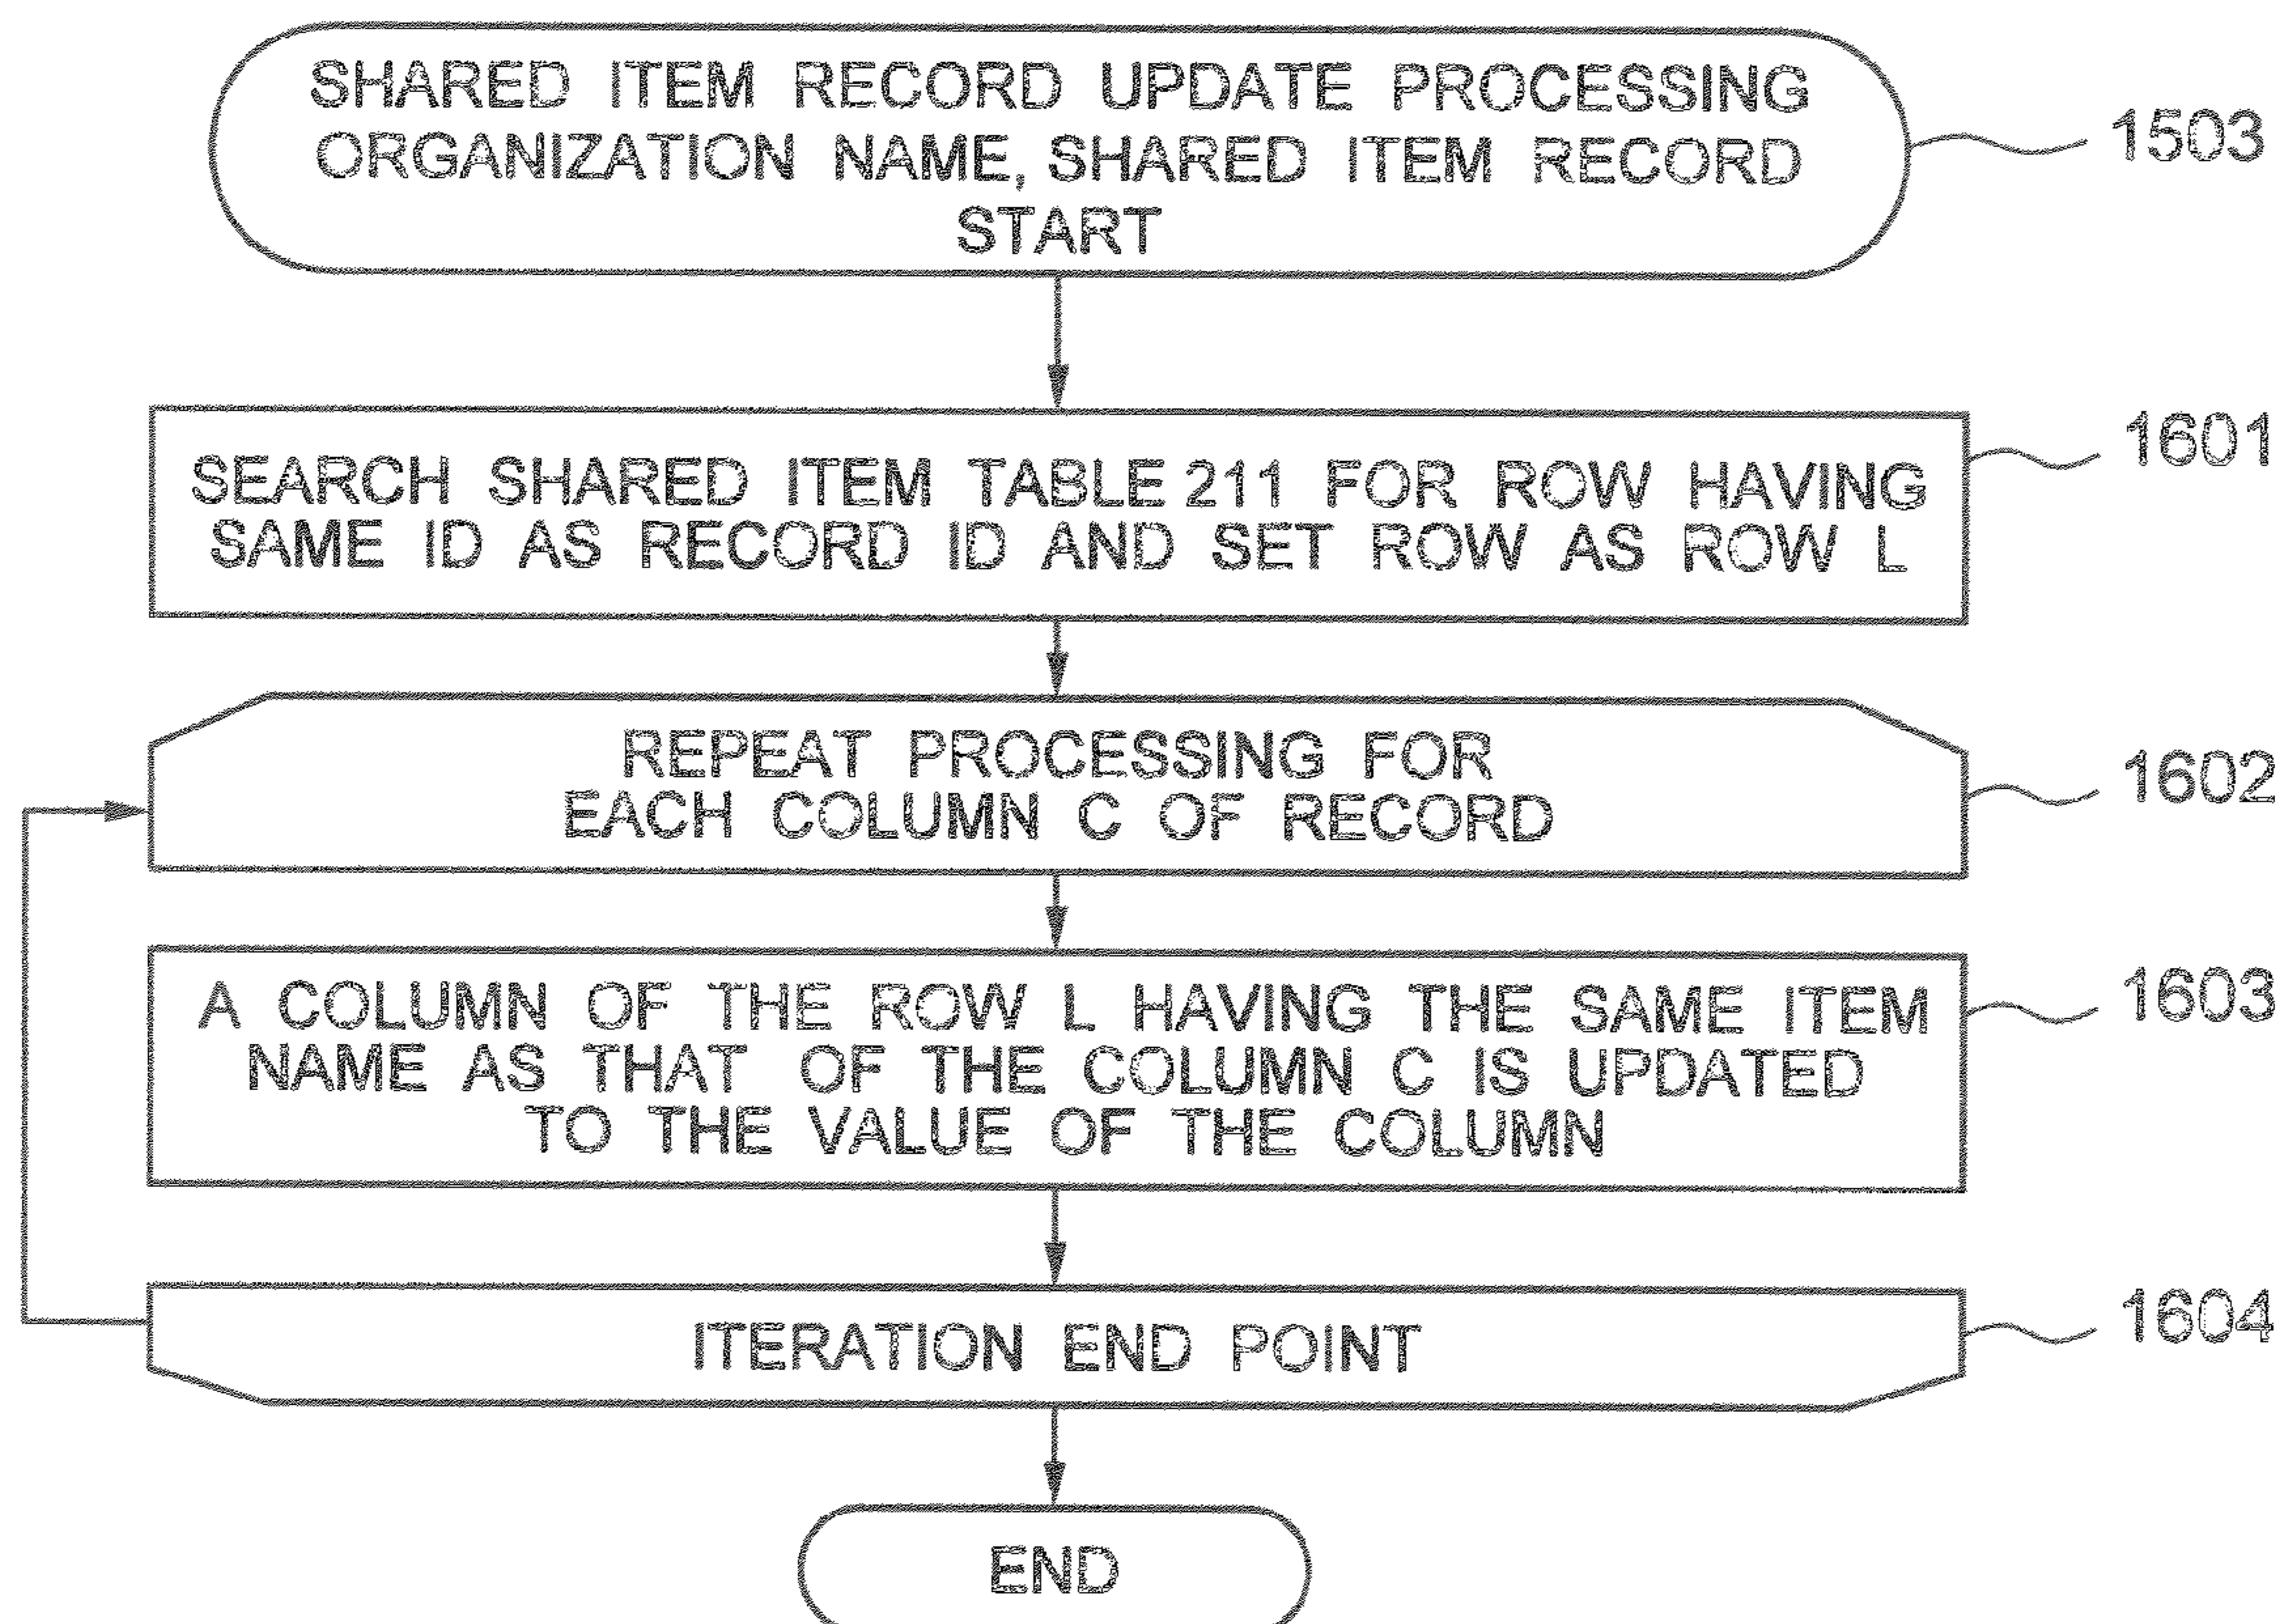 SHARED ITEM RECORD UPDATE PROCESSING
ORGANIZATION NAME, SHARED ITEM RECORD
START
1503
SEARCH SHARED ITEM TABLE 211 FOR ROW HAVING
SAME ID AS RECORD ID AND SET ROW AS ROW L
1601
REPEAT PROCESSING FOR
EACH COLUMN C OF RECORD
1602
A COLUMN OF THE ROW L HAVING THE SAME ITEM
NAME AS THAT OF THE COLUMN C IS UPDATED
TO THE VALUE OF THE COLUMN
1603
ITERATION END POINT
1604
END